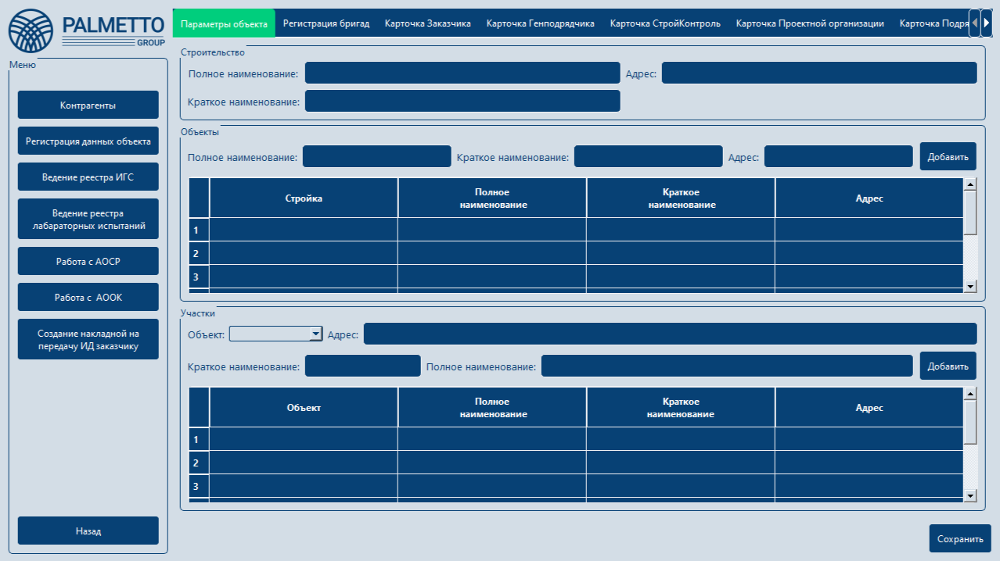 PALMETTO
GROUP
Параметры объекта
Регистрация бригад
Карточка Заказчика
Карточка Генподрядчика
Карточка СтройКонтроль
Карточка Проектной организации
Карточка Подря
Меню
Контрагенты
Регистрация данных объекта
Ведение реестра ИГС
Ведение реестра
лабараторных испытаний
Работа с АОСР
Работа с АООК
Создание накладной на
передачу ИД заказчику
Назад
Строительство
Полное наименование:
Адрес:
Краткое наименование:
Объекты
Полное наименование:
Краткое наименование:
Адрес:
Добавить
Стройка
Полное
наименование
Краткое
наименование
Адрес
1
2
3
Участки
Объект:
Адрес:
Краткое наименование:
Полное наименование:
Добавить
Объект
Полное
наименование
Краткое
наименование
Адрес
1
2
3
Сохранить